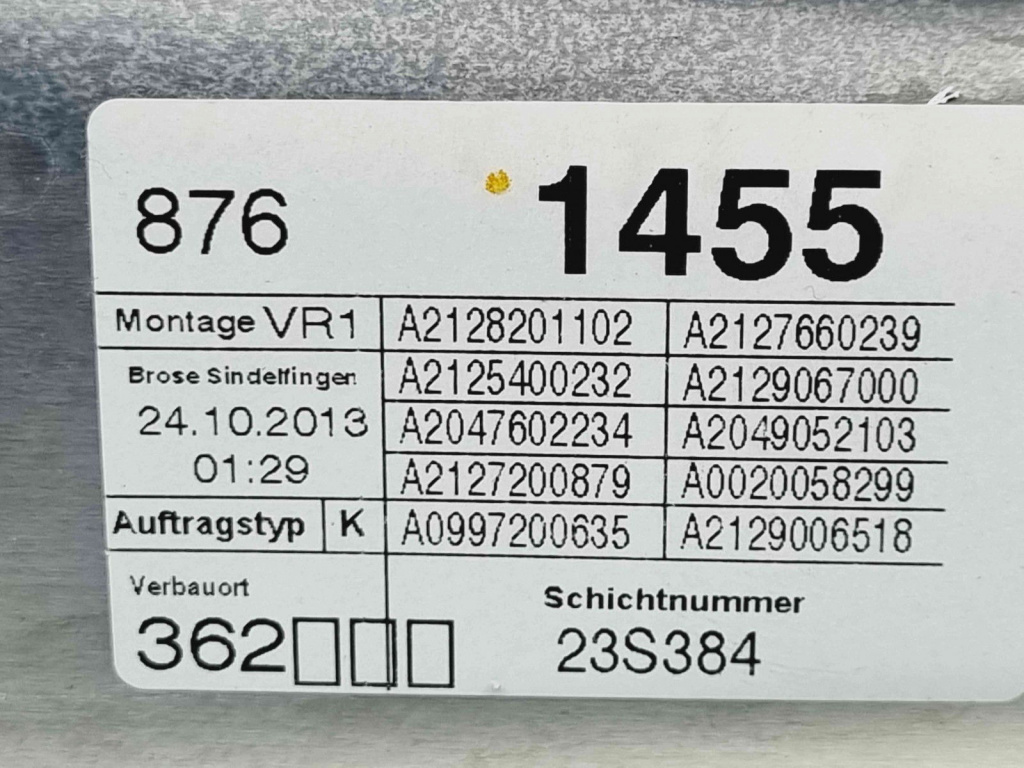 876 1455
Montage VR1 A2128201102 A2127660239
Brose Sindelfingen A2125400232 A2129067000
24.10.2013 A2047602234 A2049052103
01:29 A2127200879 A0020058299
Auftragstyp K A0997200635 A2129006518
Verbauort Schichtnummer
362□□□ 23S384